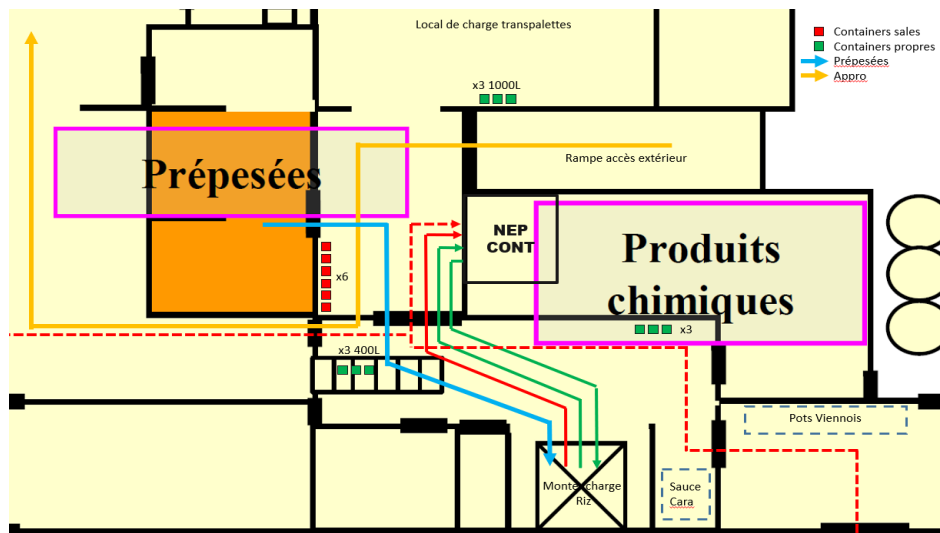 Local de charge transpalettes
Containers sales
Containers propres
Prépesées
Appro
x3 1000L
Rampe accès extérieur
Prépesées
NEP
CONT
Produits
chimiques
x6
x3
x3 400L
Pots Viennois
Monte charge
Riz
Sauce
Cara